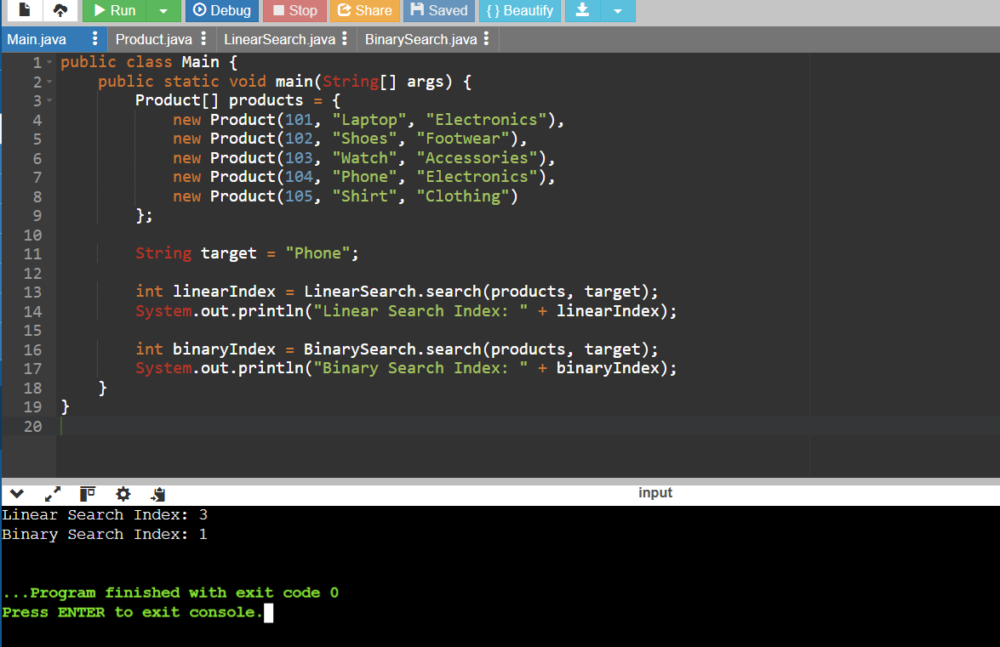 Run Debug Stop Share Saved { } Beautify
Main.java Product.java LinearSearch.java BinarySearch.java
1 public class Main {
2     public static void main(String[] args) {
3         Product[] products = {
4             new Product(101, "Laptop", "Electronics"),
5             new Product(102, "Shoes", "Footwear"),
6             new Product(103, "Watch", "Accessories"),
7             new Product(104, "Phone", "Electronics"),
8             new Product(105, "Shirt", "Clothing")
9         };
10
11         String target = "Phone";
12
13         int linearIndex = LinearSearch.search(products, target);
14         System.out.println("Linear Search Index: " + linearIndex);
15
16         int binaryIndex = BinarySearch.search(products, target);
17         System.out.println("Binary Search Index: " + binaryIndex);
18     }
19 }
20
input
Linear Search Index: 3
Binary Search Index: 1
...Program finished with exit code 0
Press ENTER to exit console.